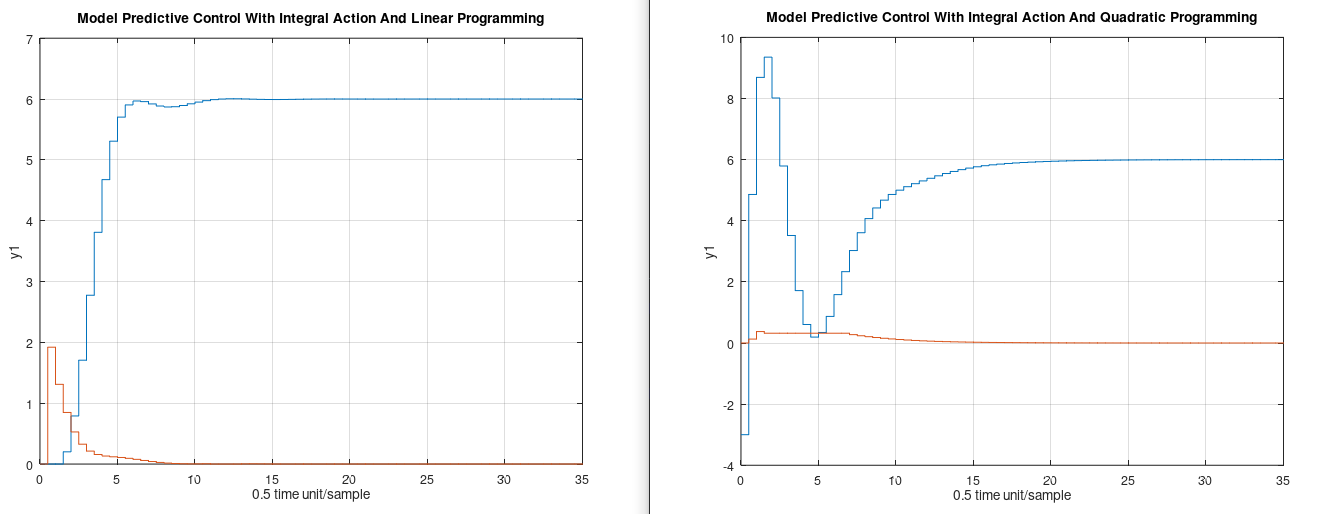 Model Predictive Control With Integral Action And Linear Programming
7
6
5
4
3
2
1
0
y1
0 5 10 15 20 25 30 35
0.5 time unit/sample
Model Predictive Control With Integral Action And Quadratic Programming
10
8
6
4
2
0
-2
-4
y1
0 5 10 15 20 25 30 35
0.5 time unit/sample